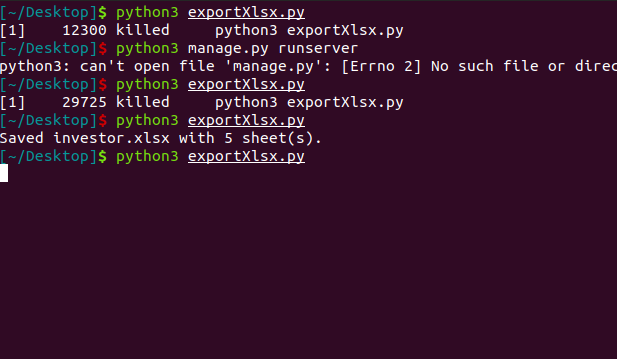 [~/Desktop]$ python3 exportXlsx.py
[1]    12300 killed     python3 exportXlsx.py
[~/Desktop]$ python3 manage.py runserver
python3: can't open file 'manage.py': [Errno 2] No such file or direc
[~/Desktop]$ python3 exportXlsx.py
[1]    29725 killed     python3 exportXlsx.py
[~/Desktop]$ python3 exportXlsx.py
Saved investor.xlsx with 5 sheet(s).
[~/Desktop]$ python3 exportXlsx.py